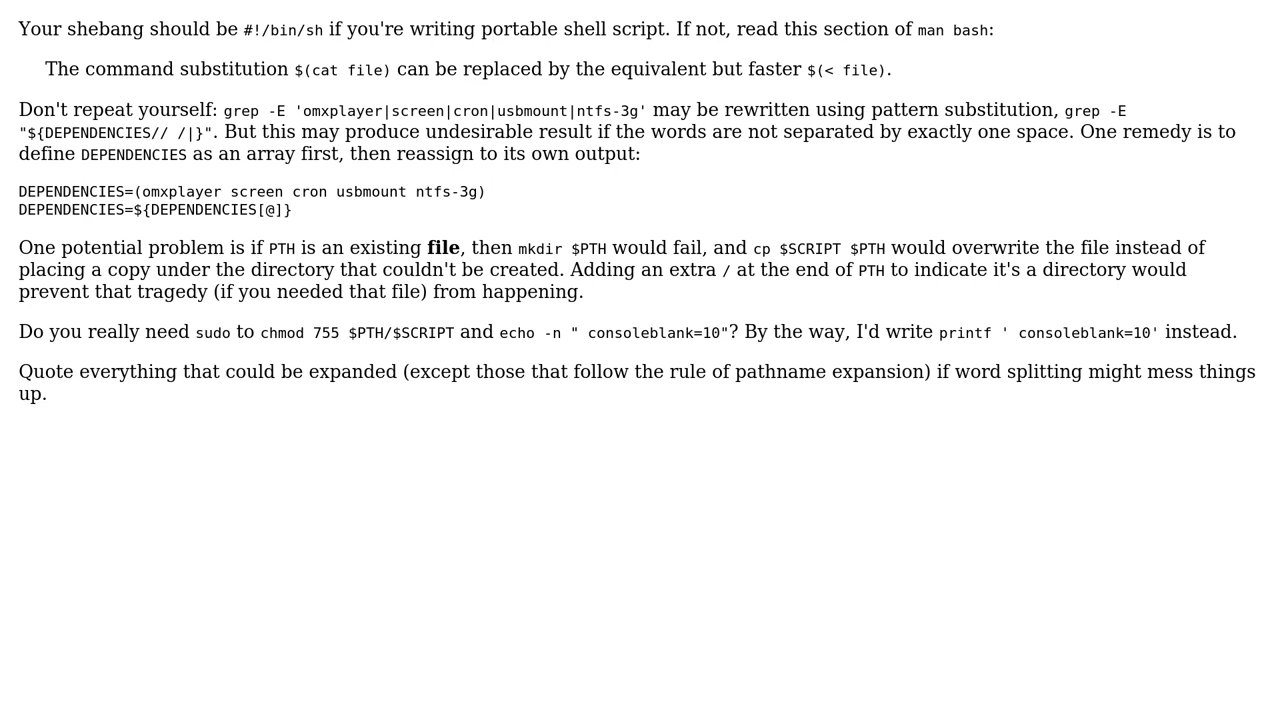 Your shebang should be #!/bin/sh if you're writing portable shell script. If not, read this section of man bash:
The command substitution $(cat file) can be replaced by the equivalent but faster $(< file).
Don't repeat yourself: grep -E 'omxplayer|screen|cron|usbmount|ntfs-3g' may be rewritten using pattern substitution, grep -E
"${DEPENDENCIES// /|}". But this may produce undesirable result if the words are not separated by exactly one space. One remedy is to
define DEPENDENCIES as an array first, then reassign to its own output:
DEPENDENCIES=(omxplayer screen cron usbmount ntfs-3g)
DEPENDENCIES=${DEPENDENCIES[@]}
One potential problem is if PTH is an existing file, then mkdir $PTH would fail, and cp $SCRIPT $PTH would overwrite the file instead of
placing a copy under the directory that couldn't be created. Adding an extra / at the end of PTH to indicate it's a directory would
prevent that tragedy (if you needed that file) from happening.
Do you really need sudo to chmod 755 $PTH/$SCRIPT and echo -n " consoleblank=10"? By the way, I'd write printf ' consoleblank=10' instead.
Quote everything that could be expanded (except those that follow the rule of pathname expansion) if word splitting might mess things
up.